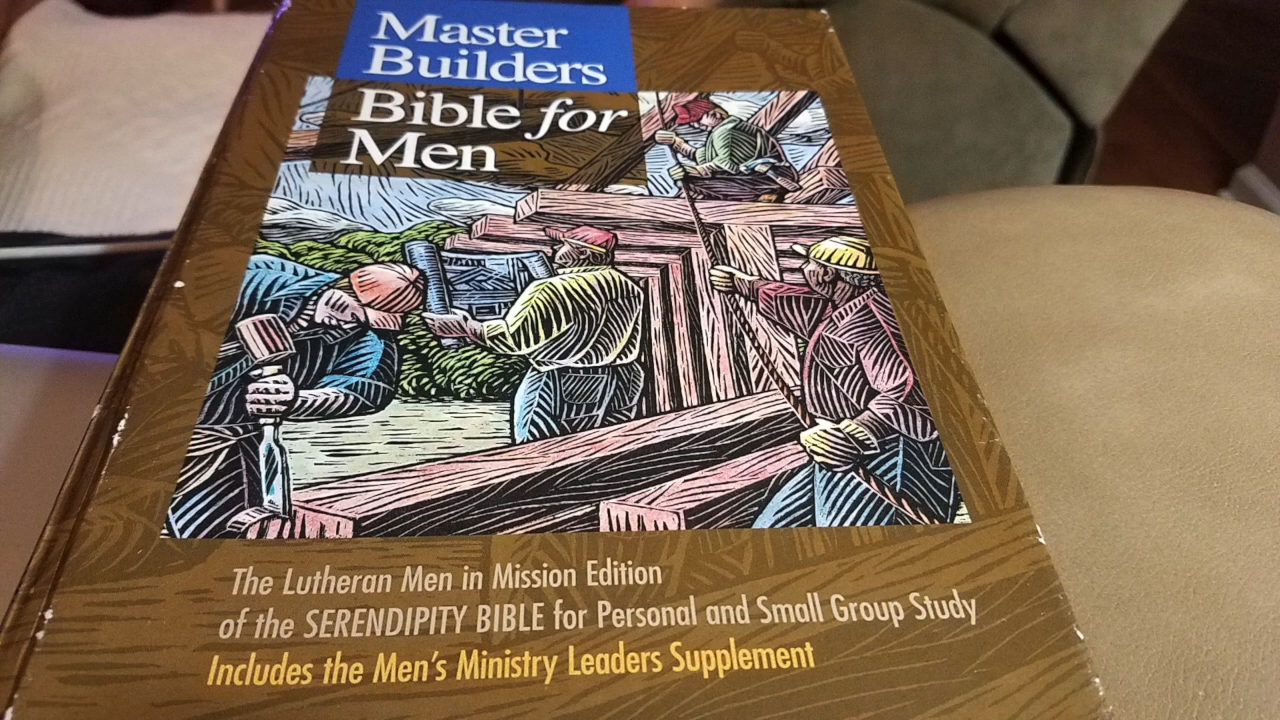 Master
Builders
Bible for
Men
The Lutheran Men in Mission Edition
of the SERENDIPITY BIBLE for Personal and Small Group Study
Includes the Men's Ministry Leaders Supplement